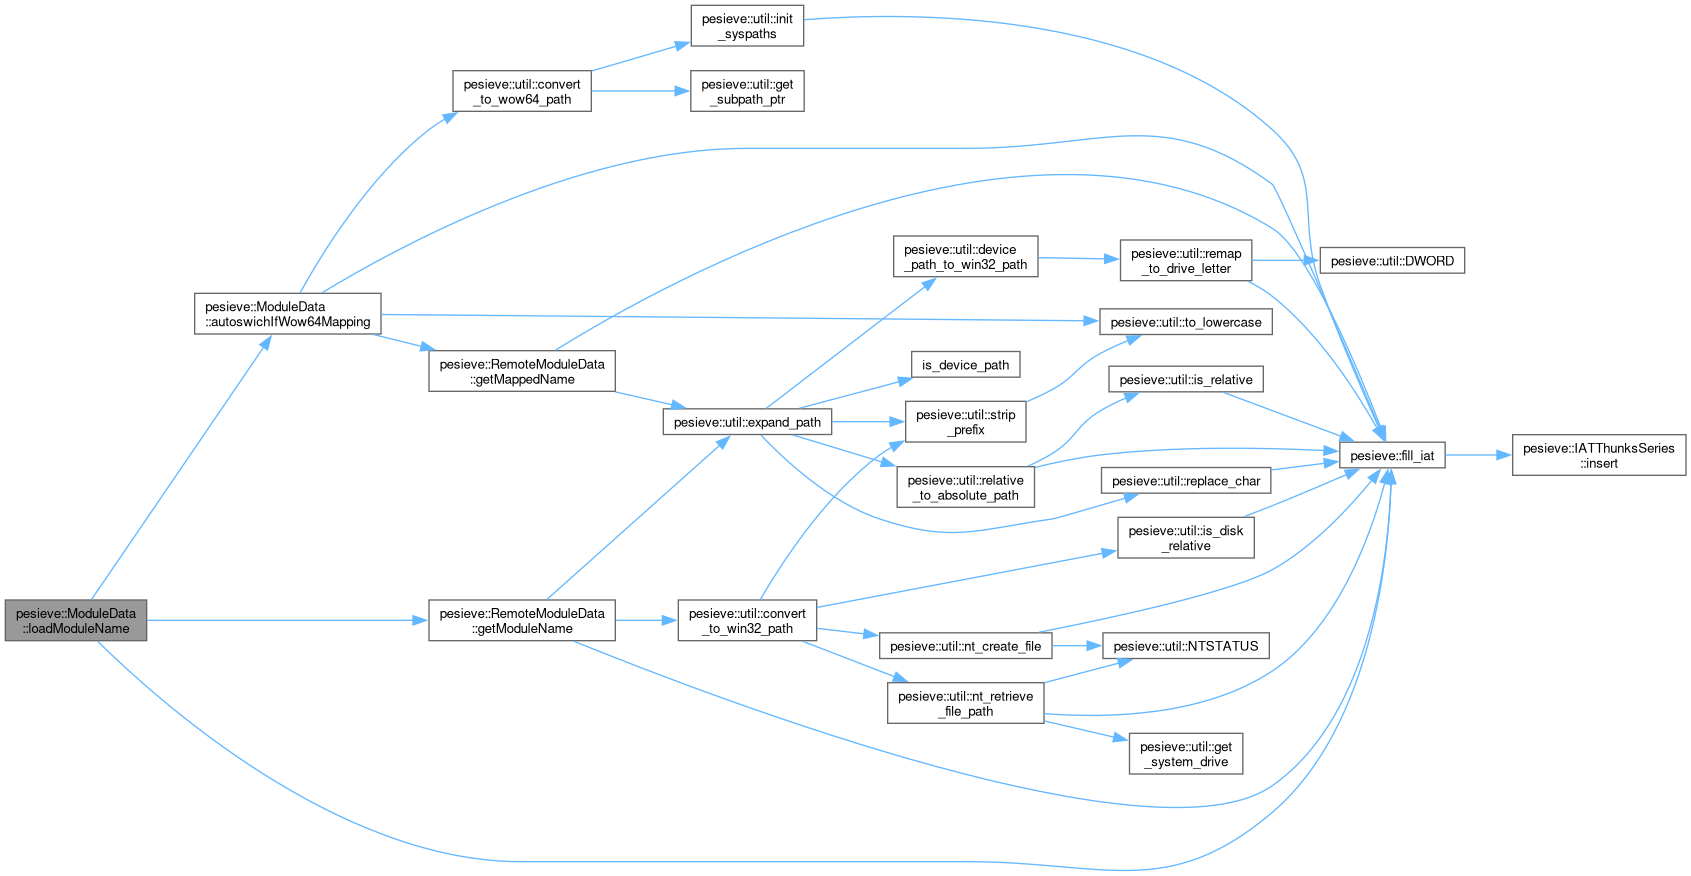 pesieve::util::init
_syspaths
pesieve::util::convert
_to_wow64_path
pesieve::util::get
_subpath_ptr
pesieve::util::device
_path_to_win32_path
pesieve::util::remap
_to_drive_letter
pesieve::util::DWORD
pesieve::ModuleData
::autoswichIfWow64Mapping
pesieve::util::to_lowercase
pesieve::RemoteModuleData
::getMappedName
is_device_path
pesieve::util::is_relative
pesieve::util::expand_path
pesieve::util::strip
_prefix
pesieve::fill_iat
pesieve::IATThunksSeries
::insert
pesieve::util::relative
_to_absolute_path
pesieve::util::replace_char
pesieve::util::is_disk
_relative
pesieve::ModuleData
::loadModuleName
pesieve::RemoteModuleData
::getModuleName
pesieve::util::convert
_to_win32_path
pesieve::util::nt_create_file
pesieve::util::NTSTATUS
pesieve::util::nt_retrieve
_file_path
pesieve::util::get
_system_drive